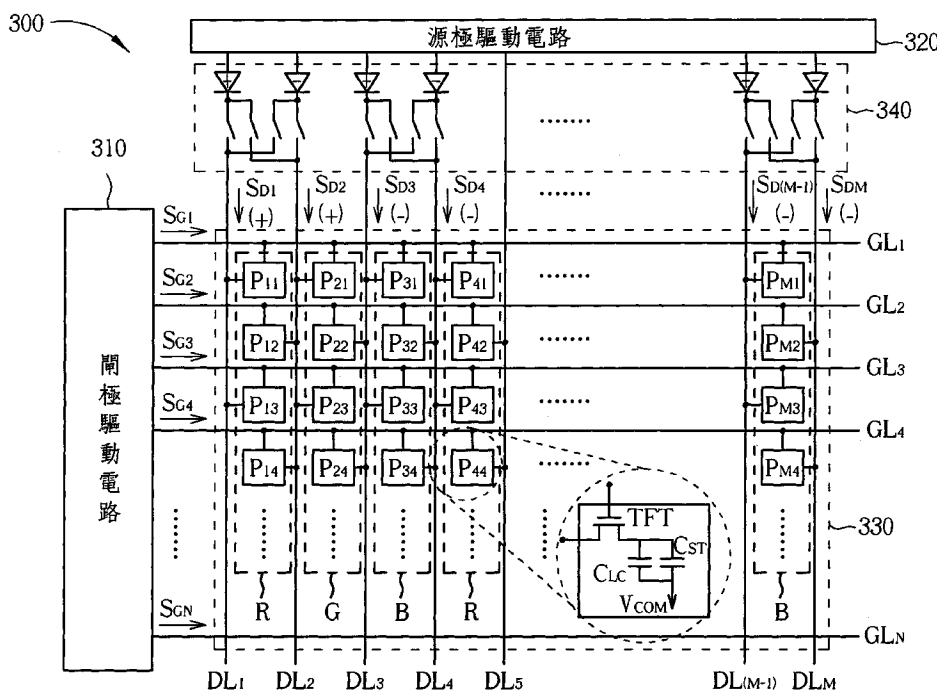 300
源極驅動電路
320
340
310
SD1 SD2 SD3 SD4 SD(M-1) SDM
(+) (+) (-) (-) (-) (-)
SG1
GL1
P11 P21 P31 P41 PM1
SG2
GL2
P12 P22 P32 P42 PM2
SG3
GL3
P13 P23 P33 P43 PM3
SG4
GL4
P14 P24 P34 P44 PM4
閘極驅動電路
330
TFT
CST
CLC
VCOM
R G B R B
SGN
GLN
DL1 DL2 DL3 DL4 DL5 DL(M-1) DLM